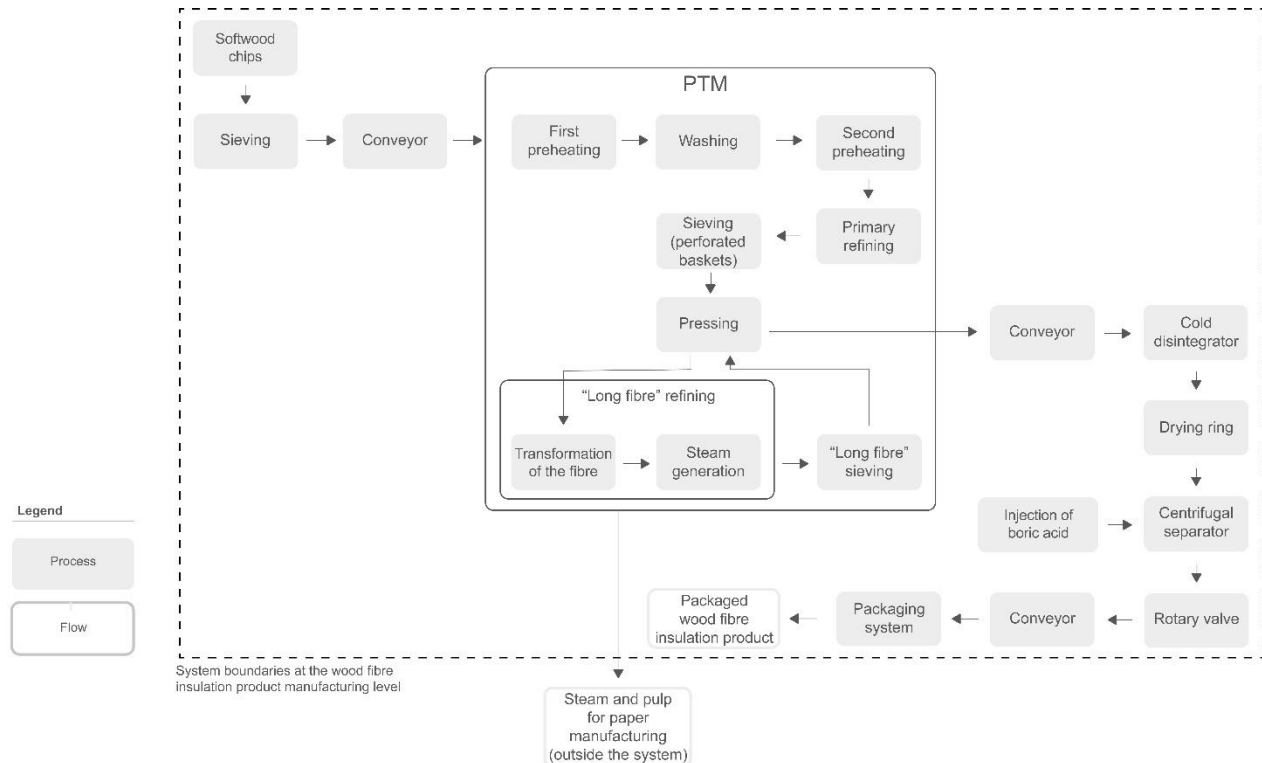 Softwood
chips
Sieving
Conveyor
PTM
First
preheating
Washing
Second
preheating
Primary
refining
Sieving
(perforated
baskets)
Pressing
“Long fibre” refining
Transformation
of the fibre
Steam
generation
“Long fibre”
sieving
Conveyor
Cold
disintegrator
Drying ring
Injection of
boric acid
Centrifugal
separator
Rotary valve
Conveyor
Packaging
system
Packaged
wood fibre
insulation product
Legend
Process
Flow
System boundaries at the wood fibre
insulation product manufacturing level
Steam and pulp
for paper
manufacturing
(outside the system)